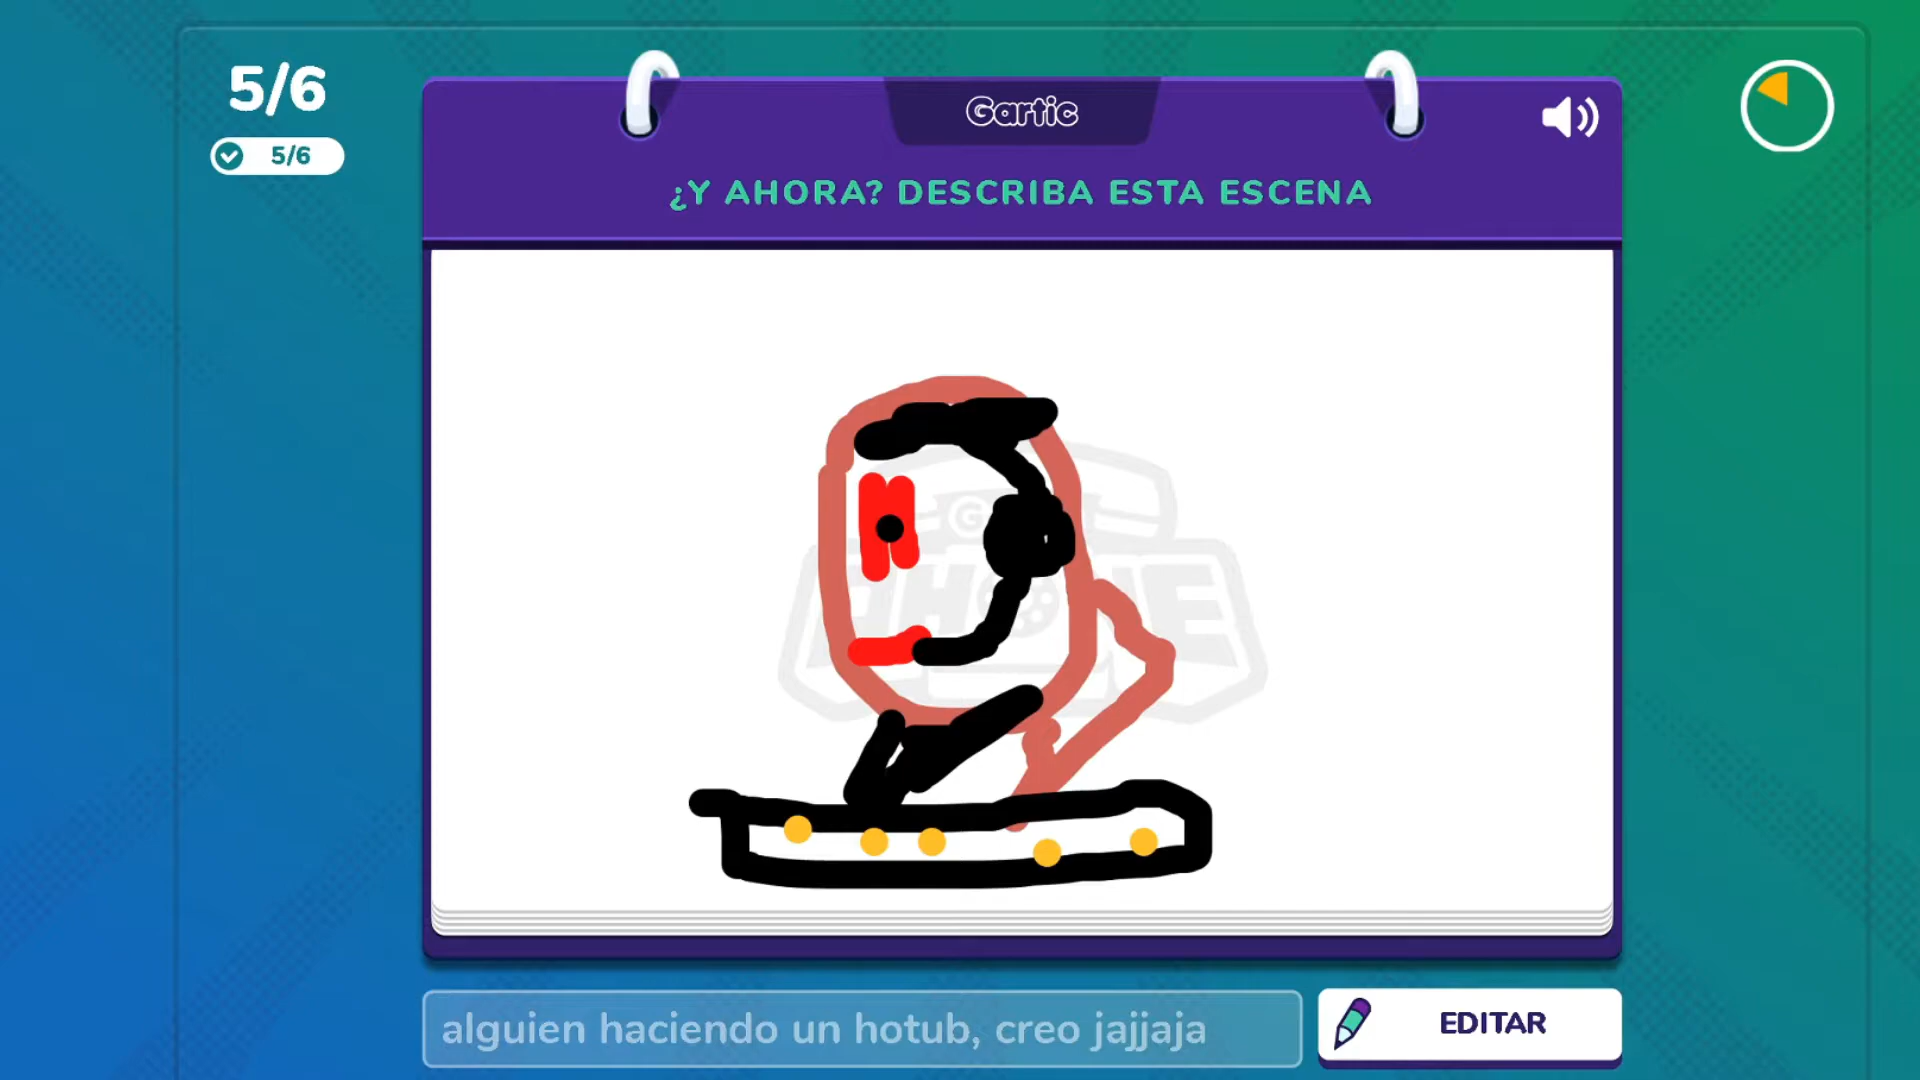 5/6
5/6
Gartic
¿Y AHORA? DESCRIBA ESTA ESCENA
alguien haciendo un hotub, creo jajjaja
EDITAR